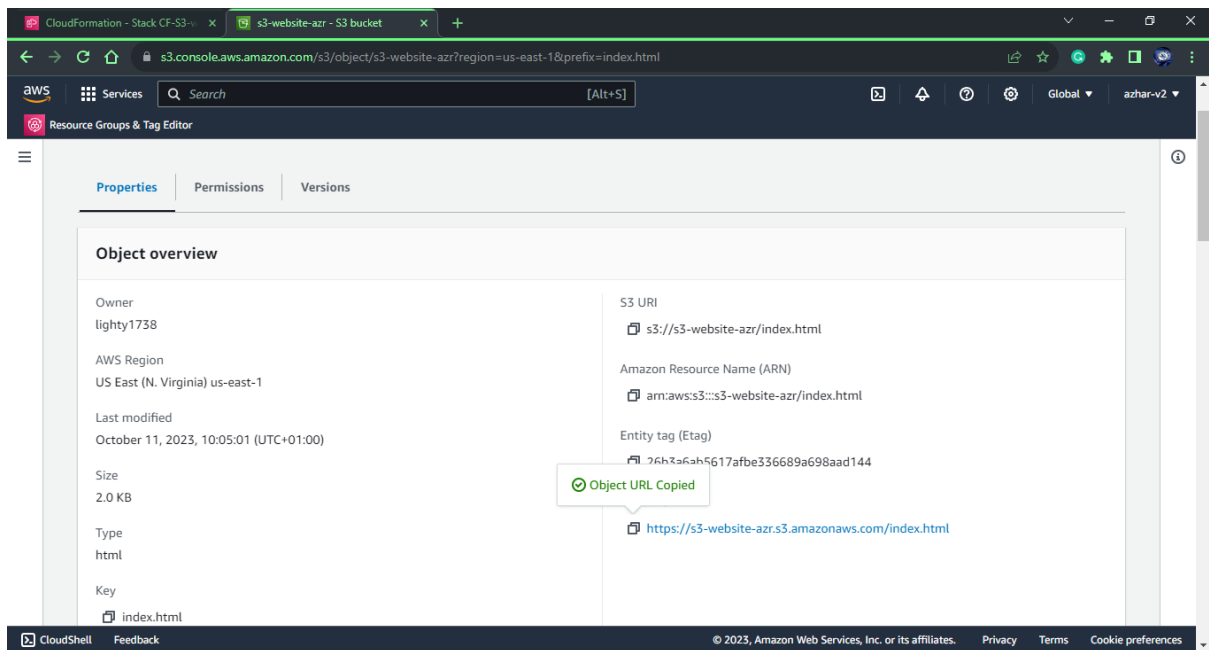 CloudFormation - Stack CF-S3-w
s3-website-azr - S3 bucket
s3.console.aws.amazon.com/s3/object/s3-website-azr?region=us-east-1&prefix=index.html
aws
Services
Search
[Alt+S]
Global
azhar-v2
Resource Groups & Tag Editor
Properties
Permissions
Versions
Object overview
Owner
lighty1738
AWS Region
US East (N. Virginia) us-east-1
Last modified
October 11, 2023, 10:05:01 (UTC+01:00)
Size
2.0 KB
Type
html
Key
index.html
S3 URI
s3://s3-website-azr/index.html
Amazon Resource Name (ARN)
arn:aws:s3:::s3-website-azr/index.html
Entity tag (Etag)
26b3a6ab5617afbe336689a698aad144
Object URL Copied
https://s3-website-azr.s3.amazonaws.com/index.html
CloudShell
Feedback
© 2023, Amazon Web Services, Inc. or its affiliates.
Privacy
Terms
Cookie preferences